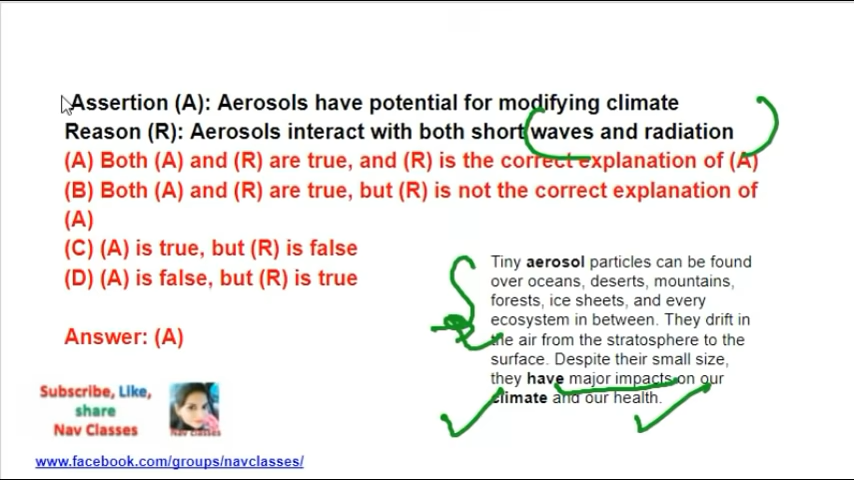 Assertion (A): Aerosols have potential for modifying climate
Reason (R): Aerosols interact with both short waves and radiation
(A) Both (A) and (R) are true, and (R) is the correct explanation of (A)
(B) Both (A) and (R) are true, but (R) is not the correct explanation of
(A)
(C) (A) is true, but (R) is false
(D) (A) is false, but (R) is true
Answer: (A)
Tiny aerosol particles can be found
over oceans, deserts, mountains,
forests, ice sheets, and every
ecosystem in between. They drift in
the air from the stratosphere to the
surface. Despite their small size,
they have major impacts on our
climate and our health.
Subscribe, Like,
share
Nav Classes
Nav Classes
www.facebook.com/groups/navclasses/